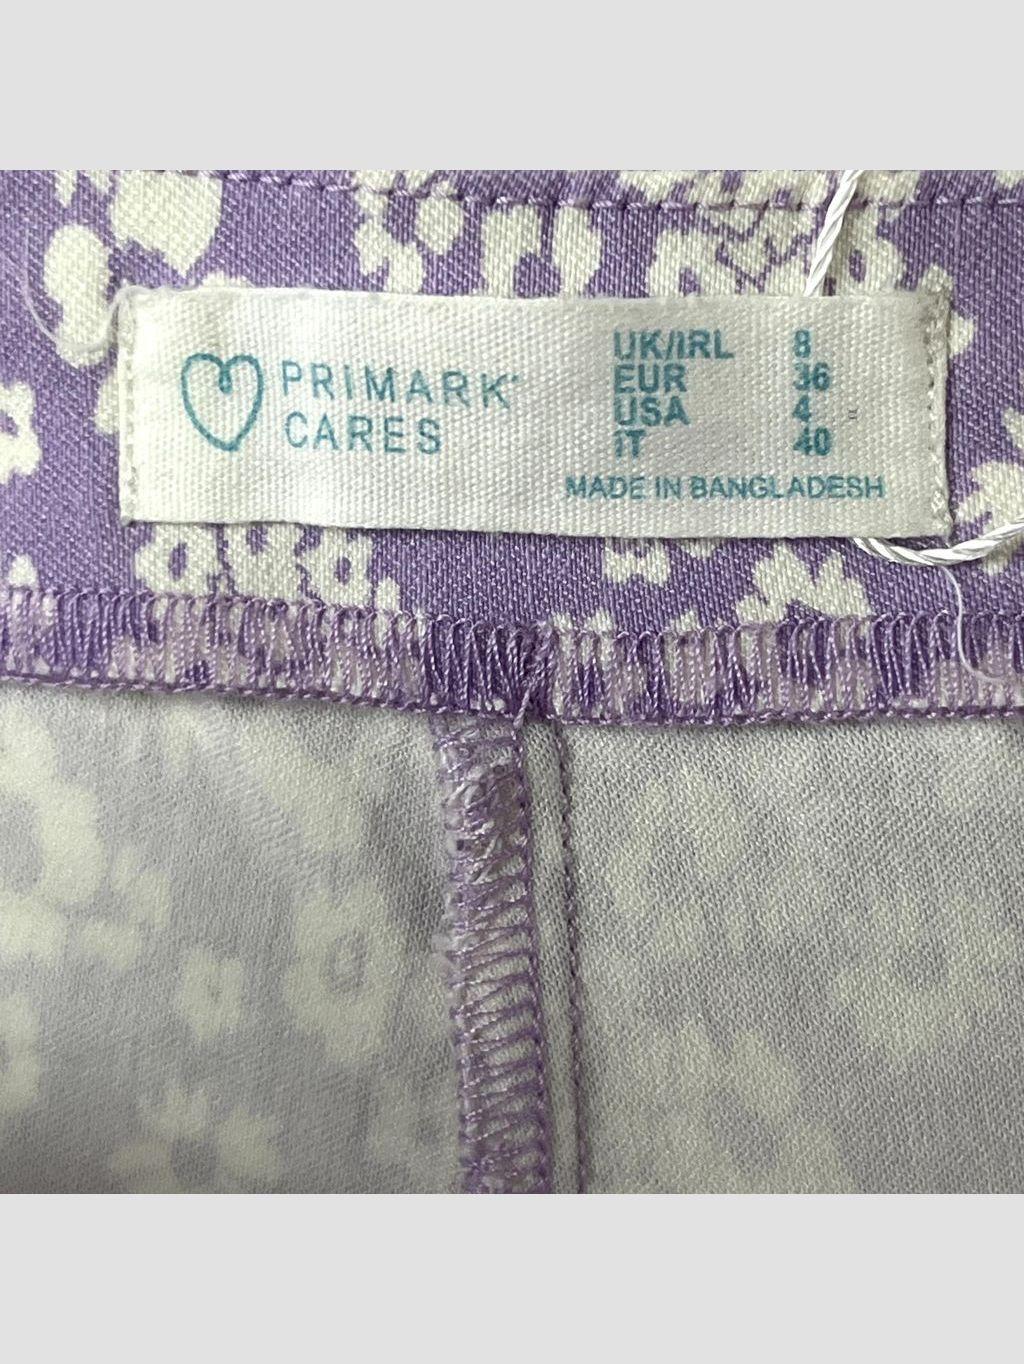 PRIMARK
CARES
UK/IRL 8
EUR 36
USA 4
IT 40
MADE IN BANGLADESH